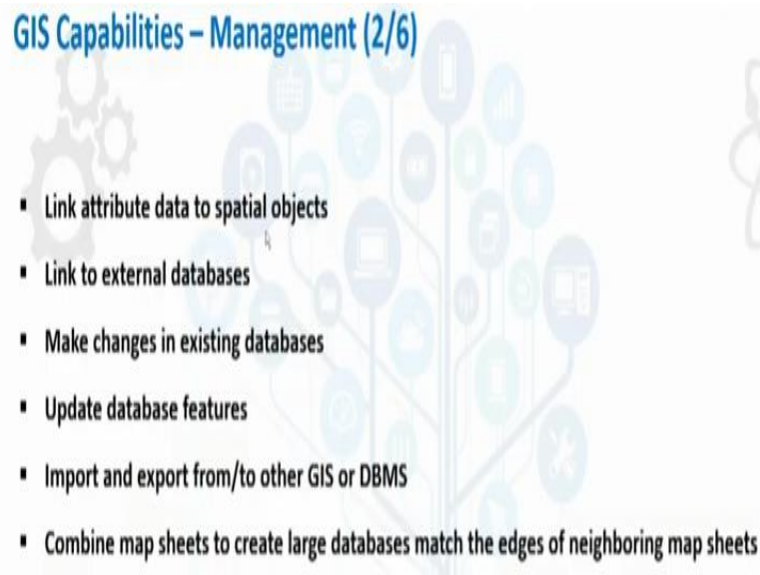 GIS Capabilities – Management (2/6)
▪ Link attribute data to spatial objects
▪ Link to external databases
▪ Make changes in existing databases
▪ Update database features
▪ Import and export from/to other GIS or DBMS
▪ Combine map sheets to create large databases match the edges of neighboring map sheets